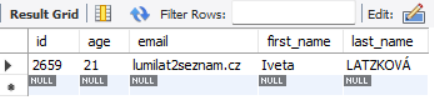 Result Grid Filter Rows: Edit:
id age email first_name last_name
2659 21 lumilat2seznam.cz Iveta LATZKOVÁ
NULL NULL NULL NULL NULL